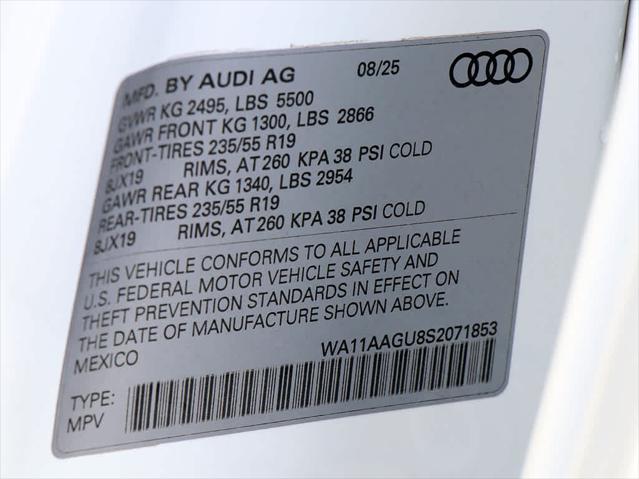 MFD. BY AUDI AG 08/25
GVWR KG 2495, LBS 5500
GAWR FRONT KG 1300, LBS 2866
FRONT-TIRES 235/55 R19
8JX19 RIMS, AT 260 KPA 38 PSI COLD
GAWR REAR KG 1340, LBS 2954
REAR-TIRES 235/55 R19
8JX19 RIMS, AT 260 KPA 38 PSI COLD
THIS VEHICLE CONFORMS TO ALL APPLICABLE
U.S. FEDERAL MOTOR VEHICLE SAFETY AND
THEFT PREVENTION STANDARDS IN EFFECT ON
THE DATE OF MANUFACTURE SHOWN ABOVE.
MEXICO WA11AAGU8S2071853
TYPE:
MPV